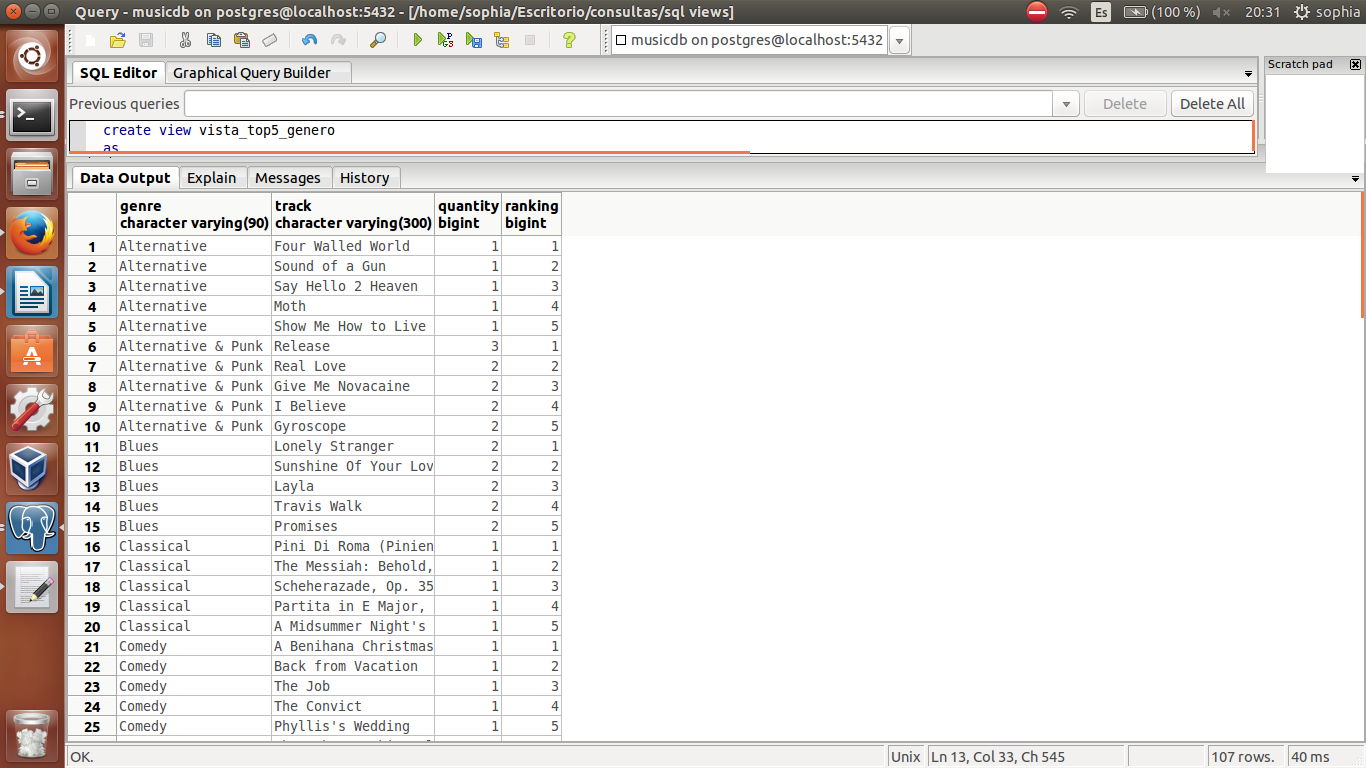 Query - musicdb on postgres@localhost:5432 - [/home/sophia/Escritorio/consultas/sql views]
Es (100 %) 20:31 sophia
musicdb on postgres@localhost:5432
SQL Editor Graphical Query Builder
Scratch pad
Previous queries Delete Delete All
create view vista_top5_genero
as
Data Output Explain Messages History
genre track quantity ranking
character varying(90) character varying(300) bigint bigint
1 Alternative Four Walled World 1 1
2 Alternative Sound of a Gun 1 2
3 Alternative Say Hello 2 Heaven 1 3
4 Alternative Moth 1 4
5 Alternative Show Me How to Live 1 5
6 Alternative & Punk Release 3 1
7 Alternative & Punk Real Love 2 2
8 Alternative & Punk Give Me Novacaine 2 3
9 Alternative & Punk I Believe 2 4
10 Alternative & Punk Gyroscope 2 5
11 Blues Lonely Stranger 2 1
12 Blues Sunshine Of Your Lov 2 2
13 Blues Layla 2 3
14 Blues Travis Walk 2 4
15 Blues Promises 2 5
16 Classical Pini Di Roma (Pinien 1 1
17 Classical The Messiah: Behold, 1 2
18 Classical Scheherazade, Op. 35 1 3
19 Classical Partita in E Major, 1 4
20 Classical A Midsummer Night's 1 5
21 Comedy A Benihana Christmas 1 1
22 Comedy Back from Vacation 1 2
23 Comedy The Job 1 3
24 Comedy The Convict 1 4
25 Comedy Phyllis's Wedding 1 5
OK. Unix Ln 13, Col 33, Ch 545 107 rows. 40 ms